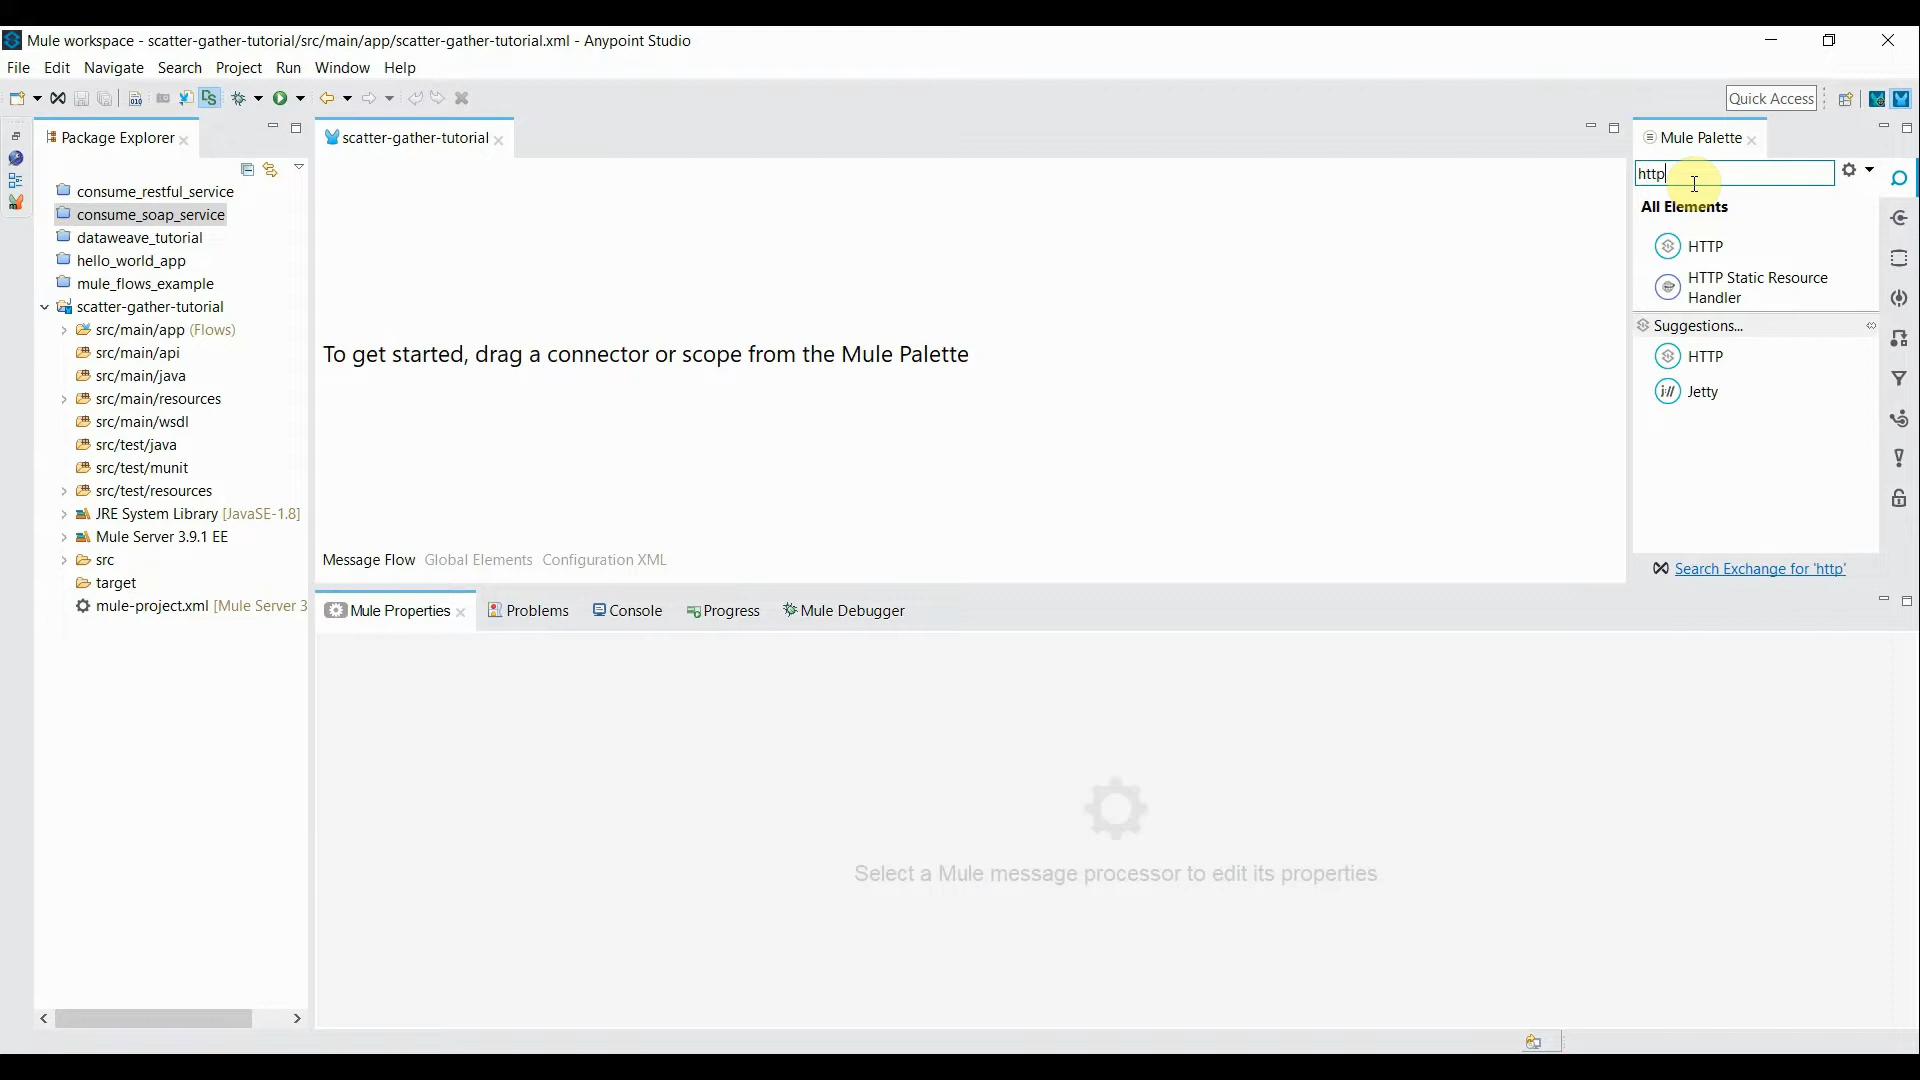 Mule workspace - scatter-gather-tutorial/src/main/app/scatter-gather-tutorial.xml - Anypoint Studio
File Edit Navigate Search Project Run Window Help
Quick Access
Package Explorer
consume_restful_service
consume_soap_service
dataweave_tutorial
hello_world_app
mule_flows_example
scatter-gather-tutorial
src/main/app (Flows)
src/main/api
src/main/java
src/main/resources
src/main/wsdl
src/test/java
src/test/munit
src/test/resources
JRE System Library [JavaSE-1.8]
Mule Server 3.9.1 EE
src
target
mule-project.xml [Mule Server 3
scatter-gather-tutorial
To get started, drag a connector or scope from the Mule Palette
Message Flow Global Elements Configuration XML
Mule Palette
http
All Elements
HTTP
HTTP Static Resource
Handler
Suggestions...
HTTP
Jetty
Search Exchange for 'http'
Mule Properties Problems Console Progress Mule Debugger
Select a Mule message processor to edit its properties